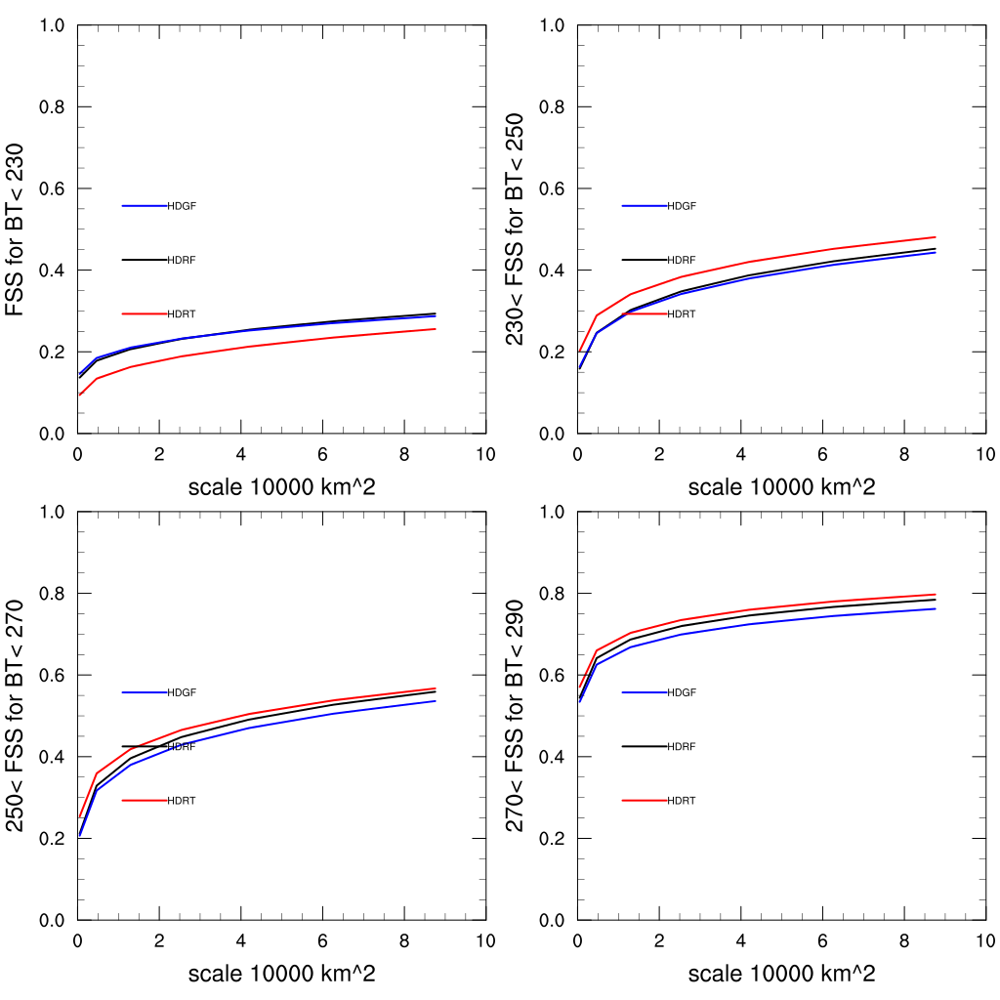 FSS for BT< 230
1.0
0.8
0.6
0.4
0.2
0.0
HDGF
HDRF
HDRT
0 2 4 6 8 10
scale 10000 km^2
230< FSS for BT< 250
1.0
0.8
0.6
0.4
0.2
0.0
HDGF
HDRF
HDRT
0 2 4 6 8 10
scale 10000 km^2
250< FSS for BT< 270
1.0
0.8
0.6
0.4
0.2
0.0
HDGF
HDRF
HDRT
0 2 4 6 8 10
scale 10000 km^2
270< FSS for BT< 290
1.0
0.8
0.6
0.4
0.2
0.0
HDGF
HDRF
HDRT
0 2 4 6 8 10
scale 10000 km^2